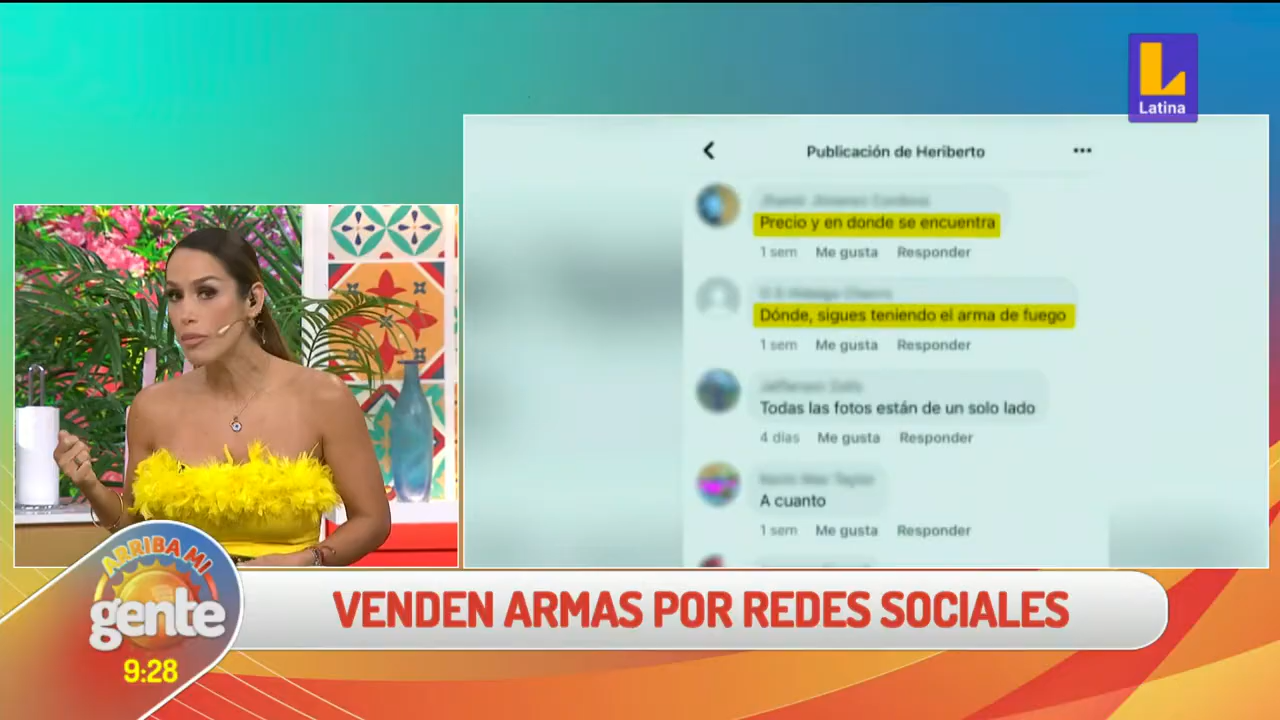 Latina
Publicación de Heriberto
Precio y en donde se encuentra
1 sem Me gusta Responder
Dónde, sigues teniendo el arma de fuego
1 sem Me gusta Responder
Todas las fotos están de un solo lado
4 días Me gusta Responder
A cuanto
1 sem Me gusta Responder
ARRIBA MI
gente
9:28
VENDEN ARMAS POR REDES SOCIALES